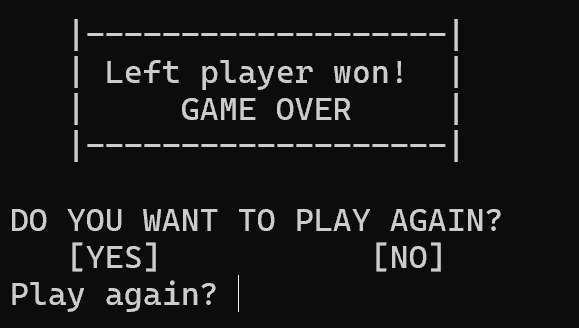 |-------------------|
| Left player won!  |
|     GAME OVER     |
|-------------------|
DO YOU WANT TO PLAY AGAIN?
[YES]           [NO]
Play again?